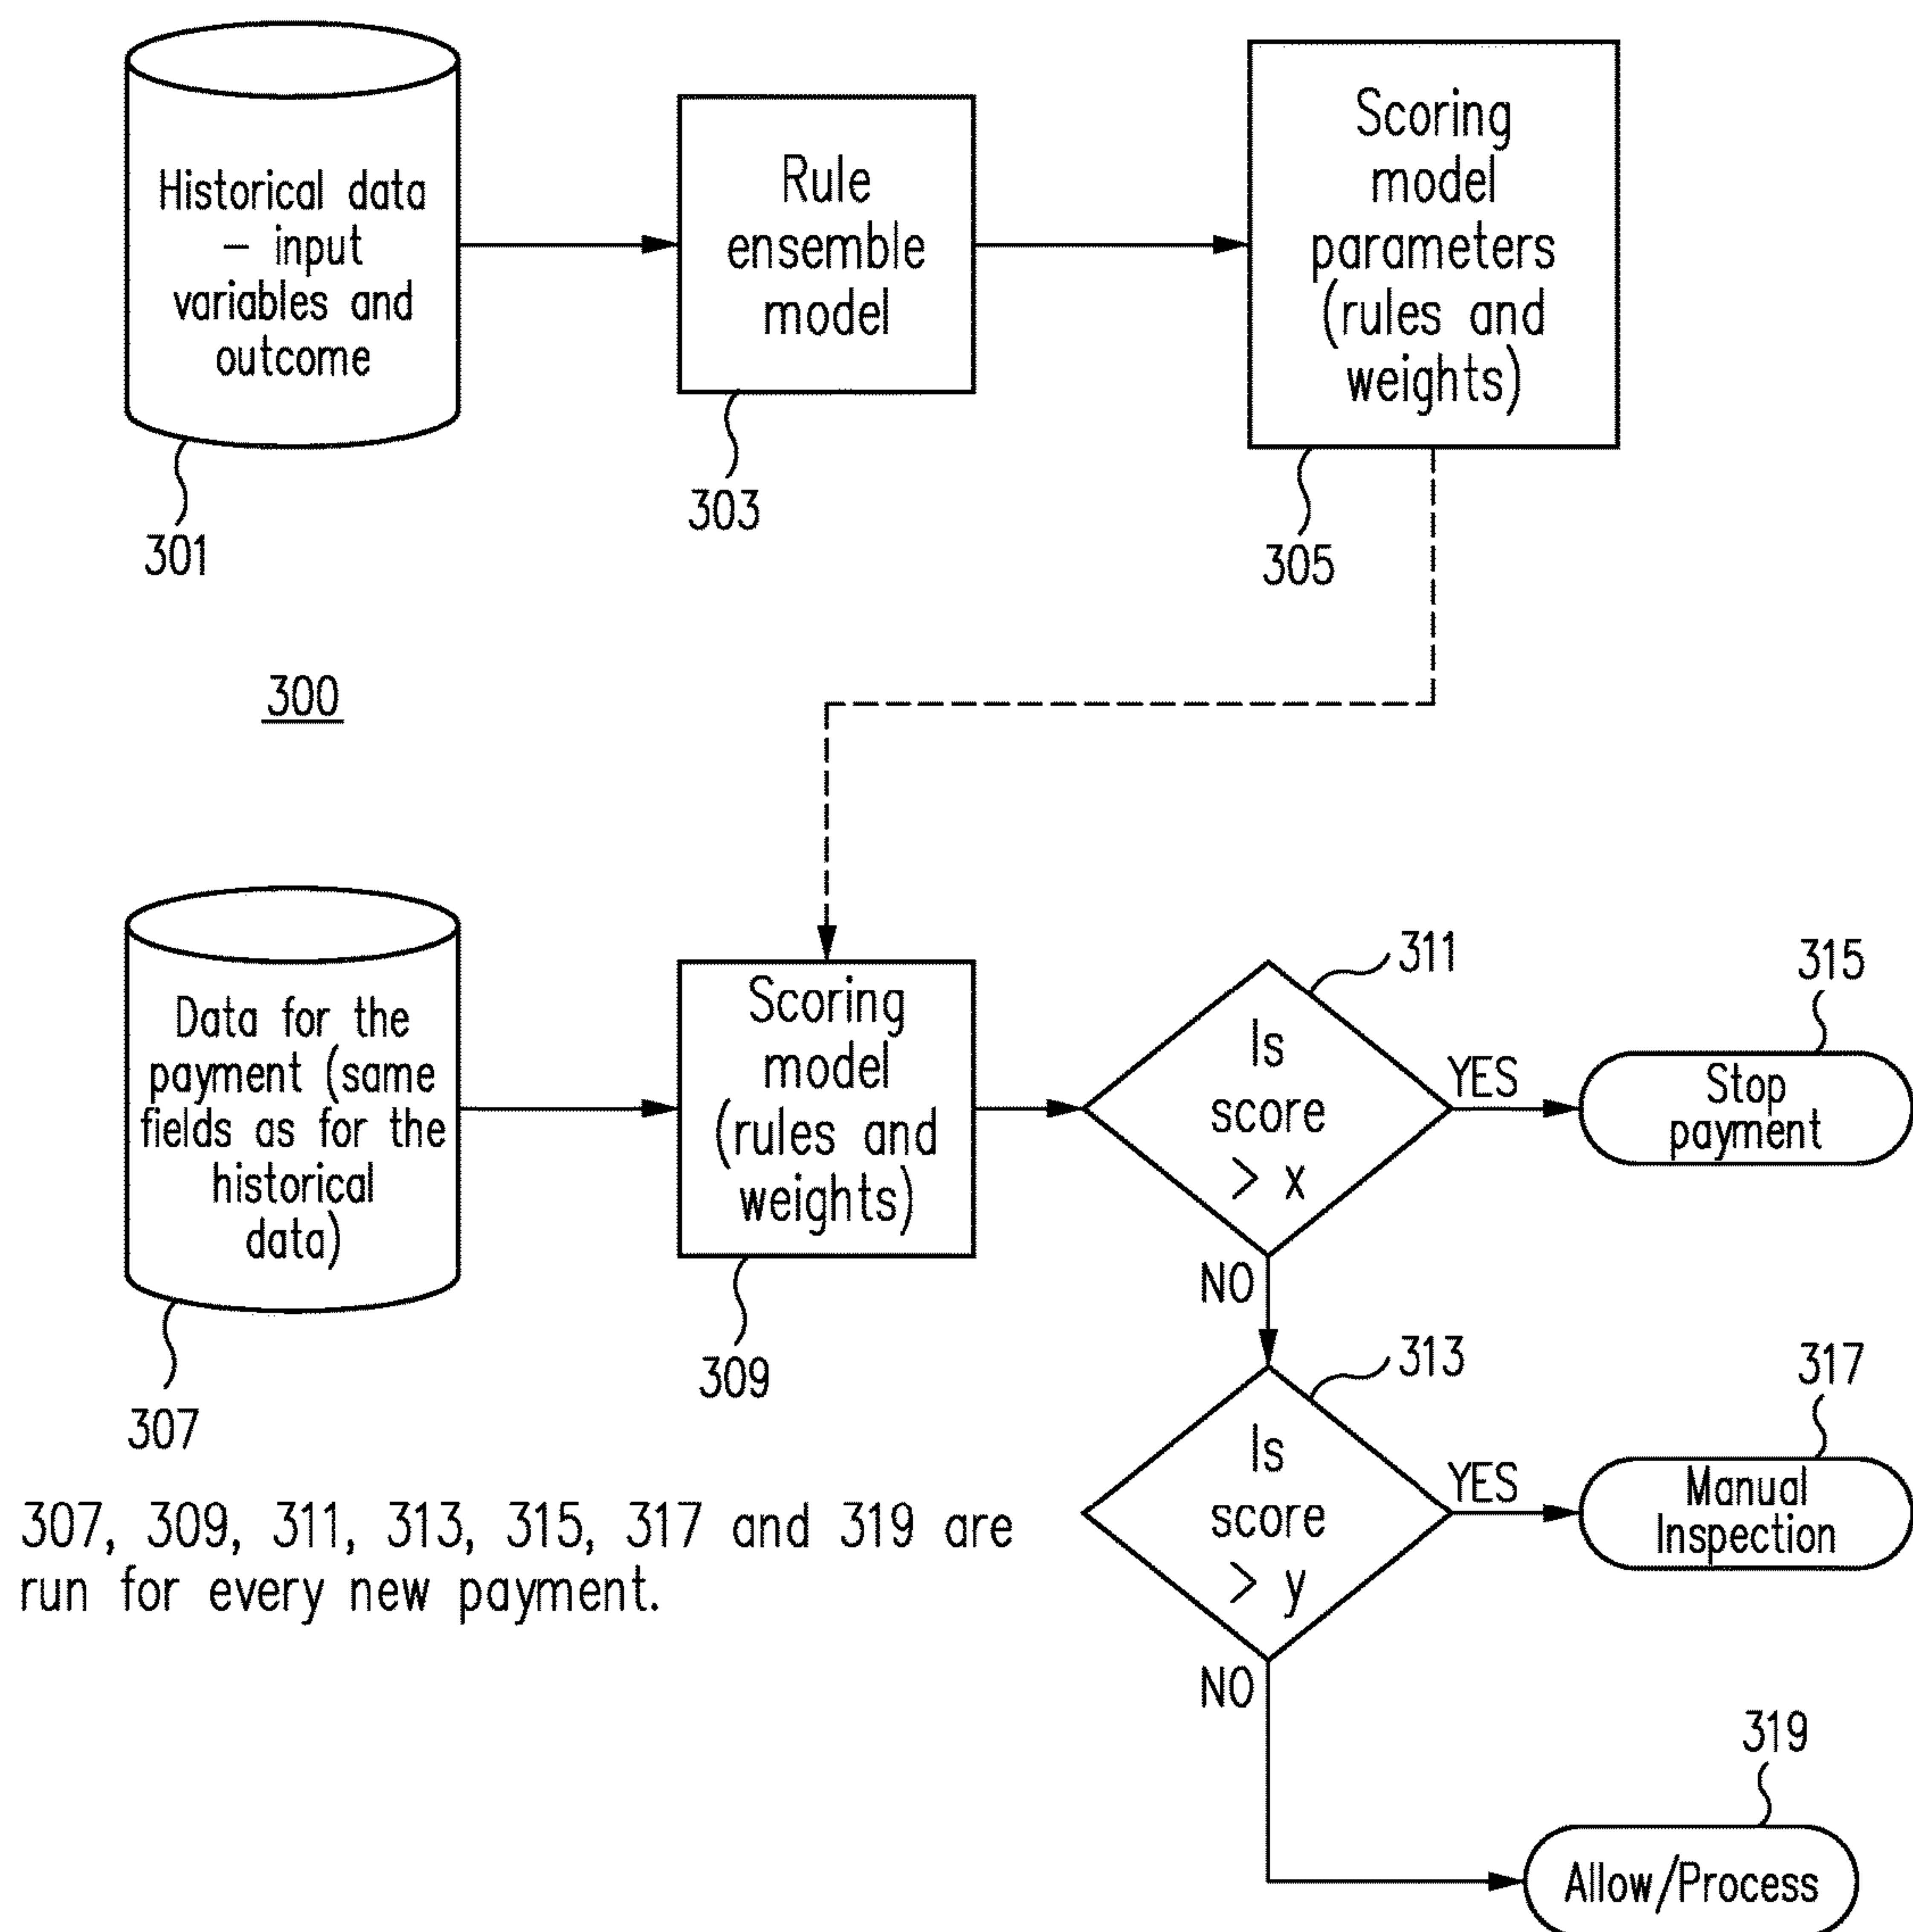 Historical data
– input
variables and
outcome
301
Rule
ensemble
model
303
Scoring
model
parameters
(rules and
weights)
305
300
Data for the
payment (same
fields as for the
historical
data)
307
Scoring
model
(rules and
weights)
309
Is
score
> x
311
YES
Stop
payment
315
NO
Is
score
> y
313
YES
Manual
Inspection
317
NO
Allow/Process
319
307, 309, 311, 313, 315, 317 and 319 are
run for every new payment.